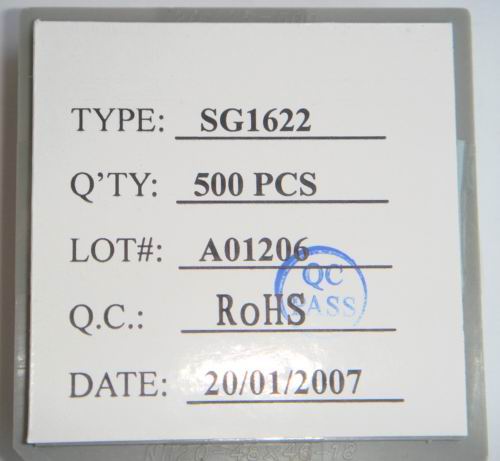 TYPE: SG1622
Q'TY: 500 PCS
LOT#: A01206
QC
Q.C.: RoHS
PASS
DATE: 20/01/2007